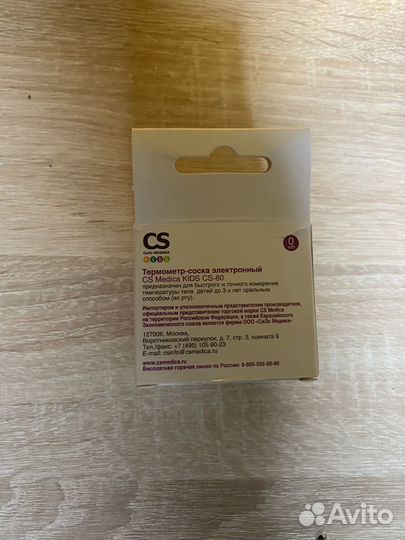 CS
СиЭс МЕДИКА
KIDS
0
Термометр-соска электронный
CS Medica KIDS CS-80
предназначен для быстрого и точного измерения
температуры тела детей до 3-х лет оральным
способом (во рту).
Импортером и уполномоченным представителем производителя,
официальным представителем торговой марки CS Medica
на территории Российской Федерации, а также Евразийского
Экономического союза является фирма ООО «СиЭс Медика»
127006, Москва,
Воротниковский переулок, д. 7, стр. 3, комната 9
Тел./факс: +7 (495) 105-90-23
E-mail: csinfo@csmedica.ru
www.csmedica.ru
Бесплатная горячая линия по России: 8-800-555-00-80
Avito